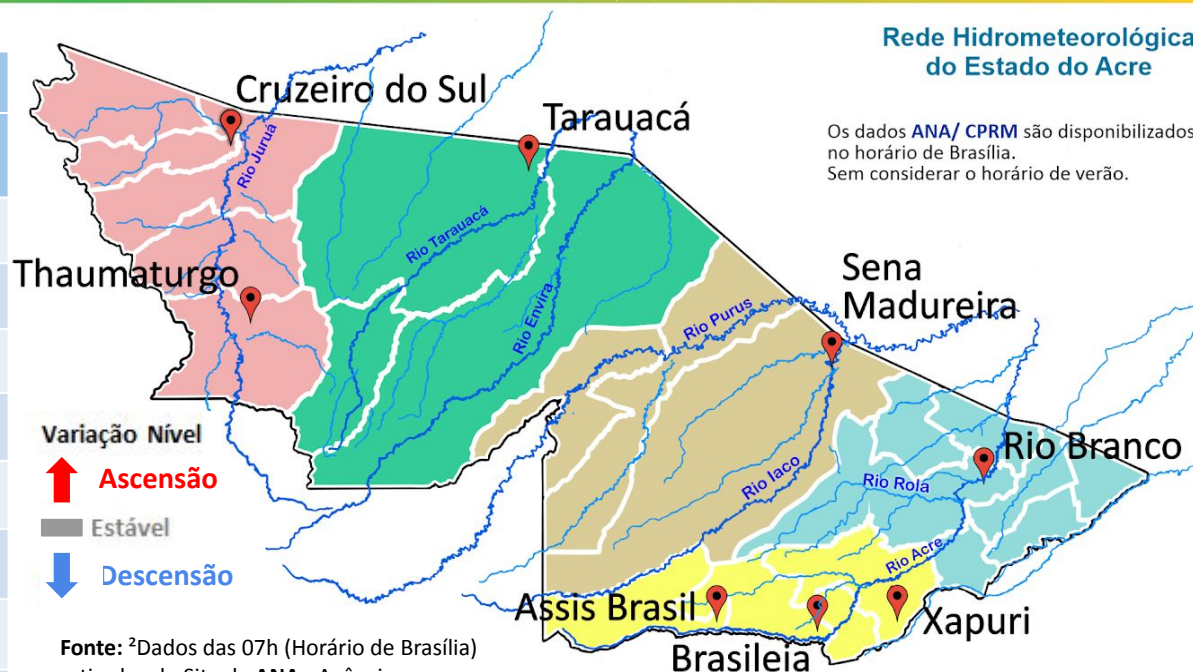 Rede Hidrometeorológica
do Estado do Acre
Os dados ANA/ CPRM são disponibilizados
no horário de Brasília.
Sem considerar o horário de verão.
Cruzeiro do Sul
Tarauacá
Rio Juruá
Rio Tarauacá
Thaumaturgo
Rio Envira
Sena
Madureira
Rio Purus
Variação Nível
Ascensão
Estável
Descensão
Rio Branco
Rio Iaco
Rio Rola
Rio Acre
Assis Brasil
Xapuri
Brasileia
Fonte: ²Dados das 07h (Horário de Brasília)